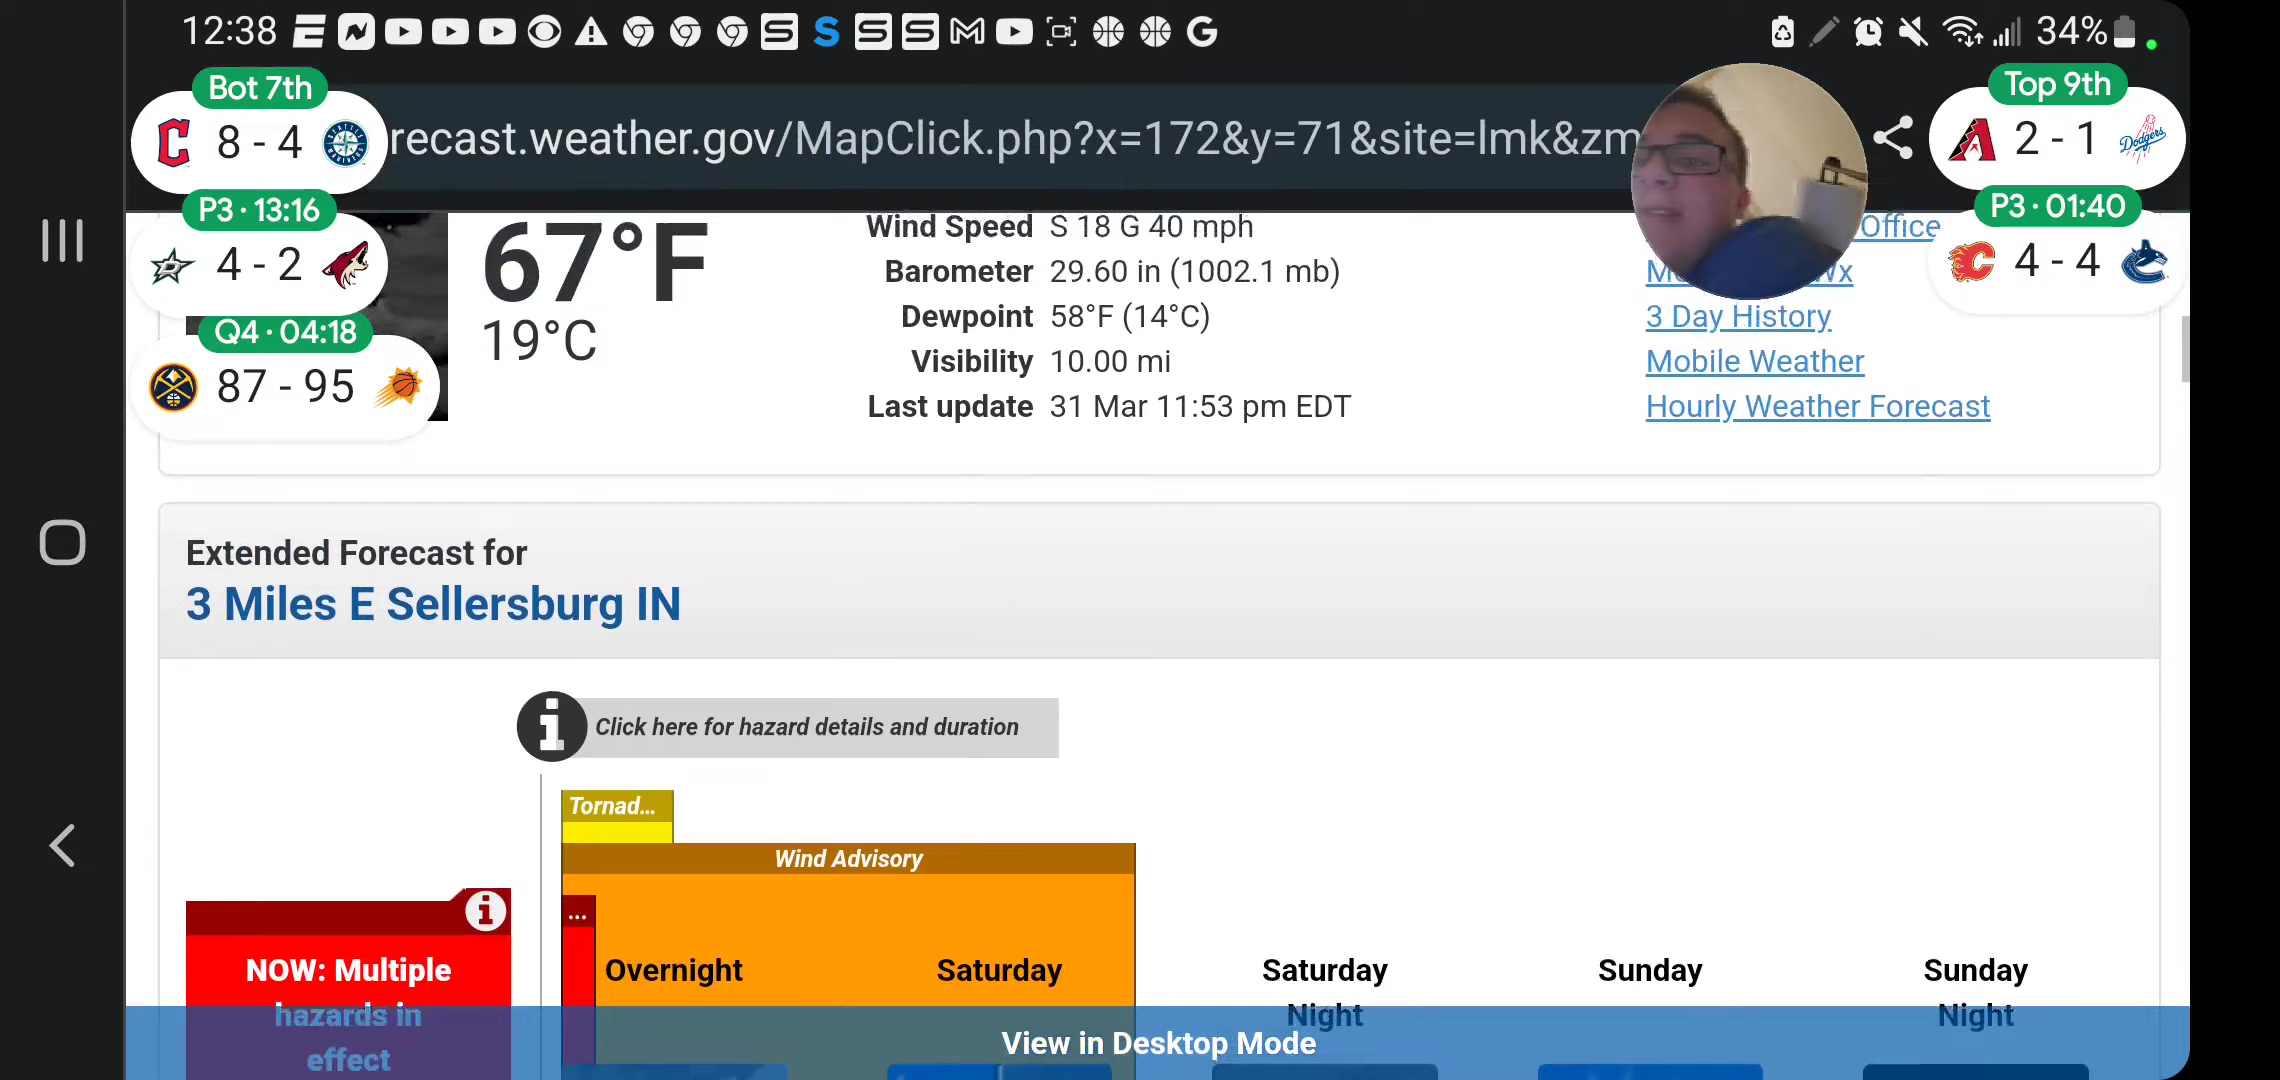 12:38
34%
Bot 7th
8 - 4
recast.weather.gov/MapClick.php?x=172&y=71&site=lmk&zm
Top 9th
2 - 1
Dodgers
P3 · 13:16
4 - 2
P3 · 01:40
4 - 4
Q4 · 04:18
87 - 95
67°F
19°C
Wind Speed S 18 G 40 mph
Barometer 29.60 in (1002.1 mb)
Dewpoint 58°F (14°C)
Visibility 10.00 mi
Last update 31 Mar 11:53 pm EDT
Office
3 Day History
Mobile Weather
Hourly Weather Forecast
Extended Forecast for
3 Miles E Sellersburg IN
Click here for hazard details and duration
Tornad...
Wind Advisory
...
NOW: Multiple
hazards in
effect
Overnight
Saturday
Saturday
Night
Sunday
Sunday
Night
View in Desktop Mode